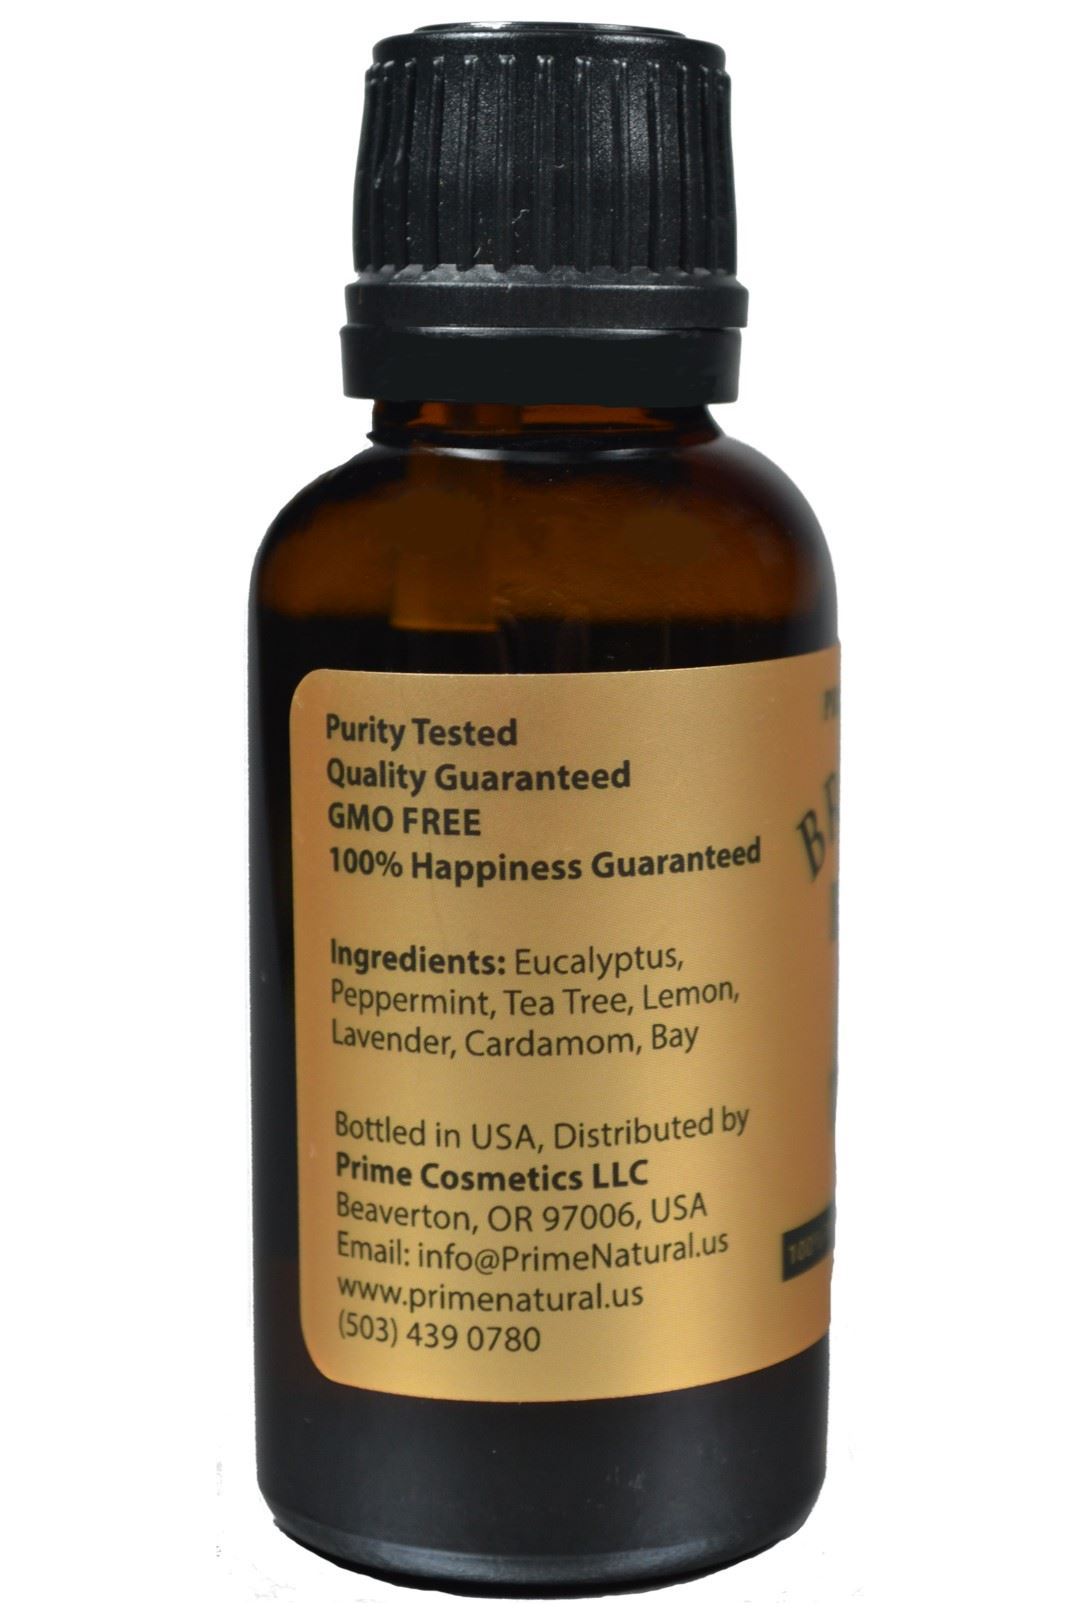 Purity Tested
Quality Guaranteed
GMO FREE
100% Happiness Guaranteed
Ingredients: Eucalyptus,
Peppermint, Tea Tree, Lemon,
Lavender, Cardamom, Bay
Bottled in USA, Distributed by
Prime Cosmetics LLC
Beaverton, OR 97006, USA
Email: info@PrimeNatural.us
www.primenatural.us
(503) 439 0780